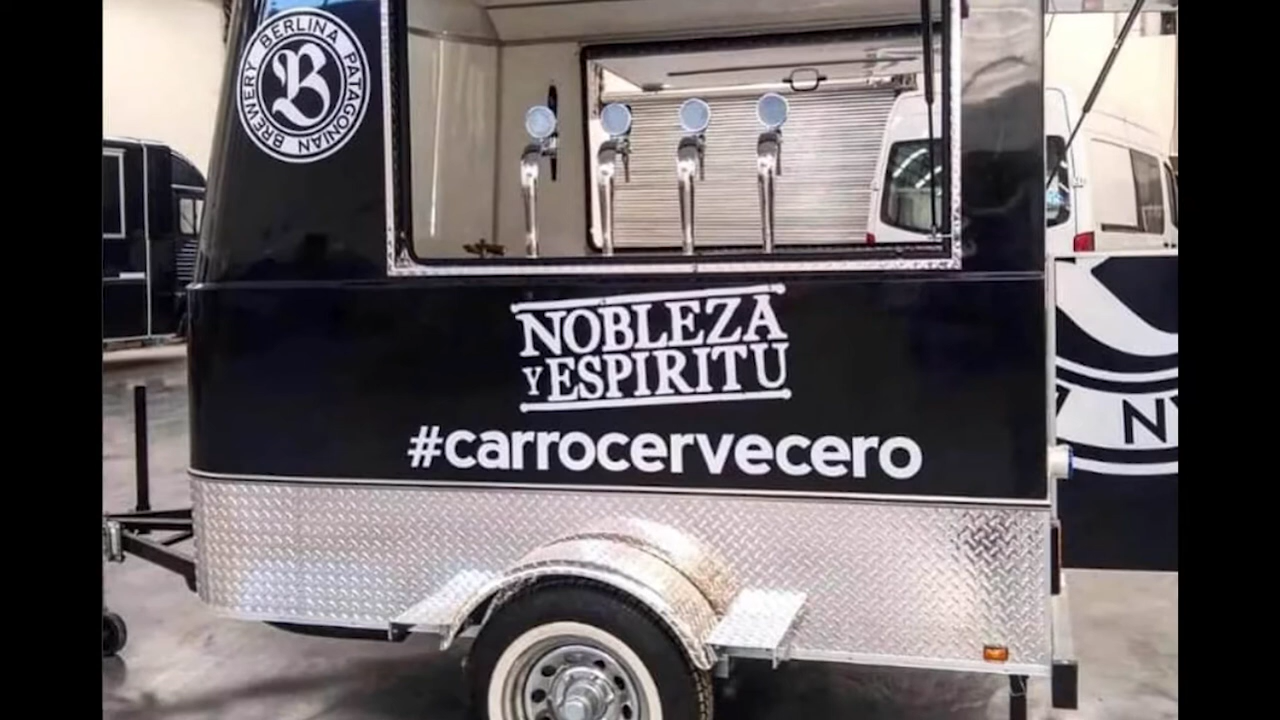 BERLINA PATAGONIAN BREWERY
B
NOBLEZA
Y ESPIRITU
#carrocervecero
N